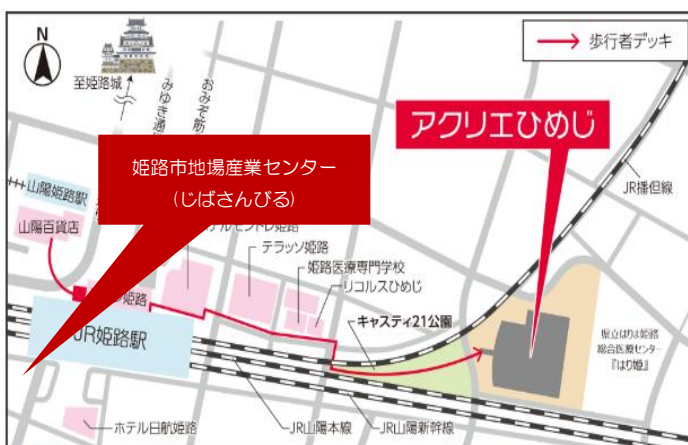 N
歩行者デッキ
至姫路城
みゆき通
おみぞ筋
アクリエひめじ
姫路市地場産業センター
(じばさんびる)
JR播但線
山陽姫路駅
山陽百貨店
テラッソ姫路
姫路医療専門学校
リコルスひめじ
姫路
キャスティ21公園
JR姫路駅
県立はりま姫路
総合医療センター
『はり姫』
ホテル日航姫路
JR山陽本線
JR山陽新幹線